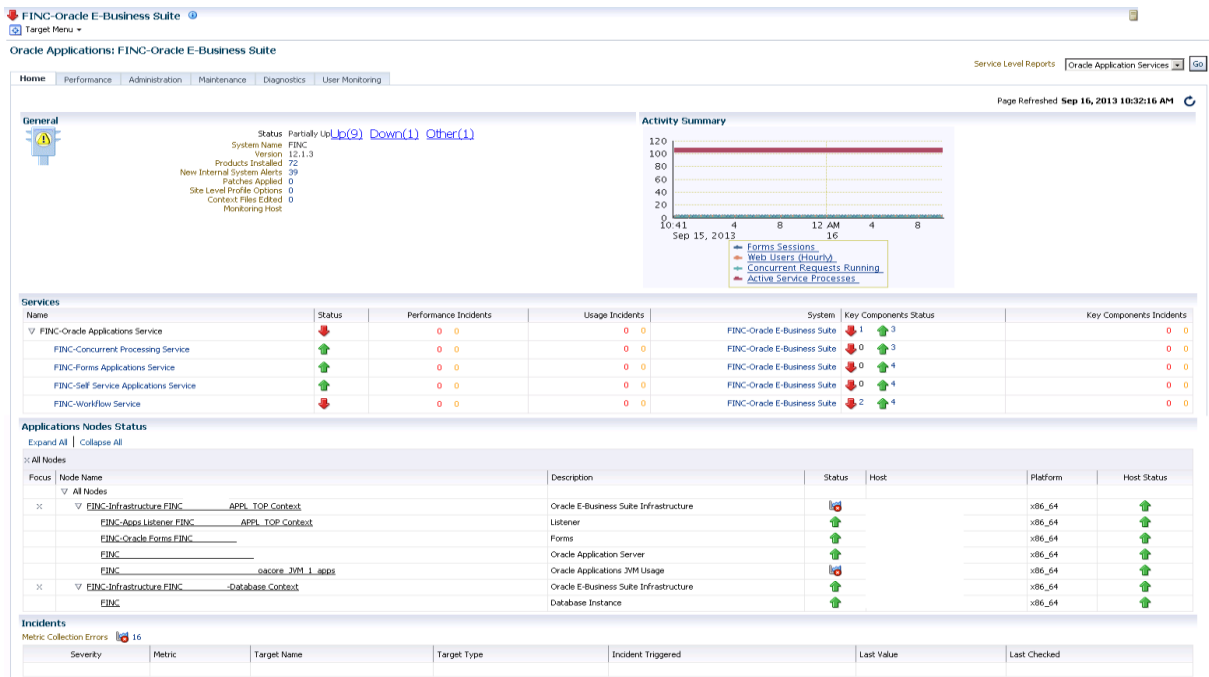 FINC-Oracle E-Business Suite
Target Menu
Oracle Applications: FINC-Oracle E-Business Suite
Service Level Reports Oracle Application Services Go
Home Performance Administration Maintenance Diagnostics User Monitoring
Page Refreshed Sep 16, 2013 10:32:16 AM
General
Status Partially Up Up(9) Down(1) Other(1)
System Name FINC
Version 12.1.3
Products Installed 72
New Internal System Alerts 39
Patches Applied 0
Site Level Profile Options 0
Context Files Edited 0
Monitoring Host
Activity Summary
120
100
80
60
40
20
0
10:41 4 8 12 AM 4 8
Sep 15, 2013 16
Forms Sessions
Web Users (Hourly)
Concurrent Requests Running
Active Service Processes
Services
Name Status Performance Incidents Usage Incidents System Key Components Status Key Components Incidents
FINC-Oracle Applications Service 0 0 0 0 FINC-Oracle E-Business Suite 1 3 0 0
FINC-Concurrent Processing Service 0 0 0 0 FINC-Oracle E-Business Suite 0 3 0 0
FINC-Forms Applications Service 0 0 0 0 FINC-Oracle E-Business Suite 0 4 0 0
FINC-Self Service Applications Service 0 0 0 0 FINC-Oracle E-Business Suite 0 4 0 0
FINC-Workflow Service 0 0 0 0 FINC-Oracle E-Business Suite 2 4 0 0
Applications Nodes Status
Expand All | Collapse All
All Nodes
Focus Node Name Description Status Host Platform Host Status
All Nodes
FINC-Infrastructure FINC APPL_TOP Context Oracle E-Business Suite Infrastructure x86_64
FINC-Apps Listener FINC APPL_TOP Context Listener x86_64
FINC-Oracle Forms FINC Forms x86_64
FINC Oracle Application Server x86_64
FINC oacore_JVM_1_apps Oracle Applications JVM Usage x86_64
FINC-Infrastructure FINC -Database Context Oracle E-Business Suite Infrastructure x86_64
FINC Database Instance x86_64
Incidents
Metric Collection Errors 16
Severity Metric Target Name Target Type Incident Triggered Last Value Last Checked